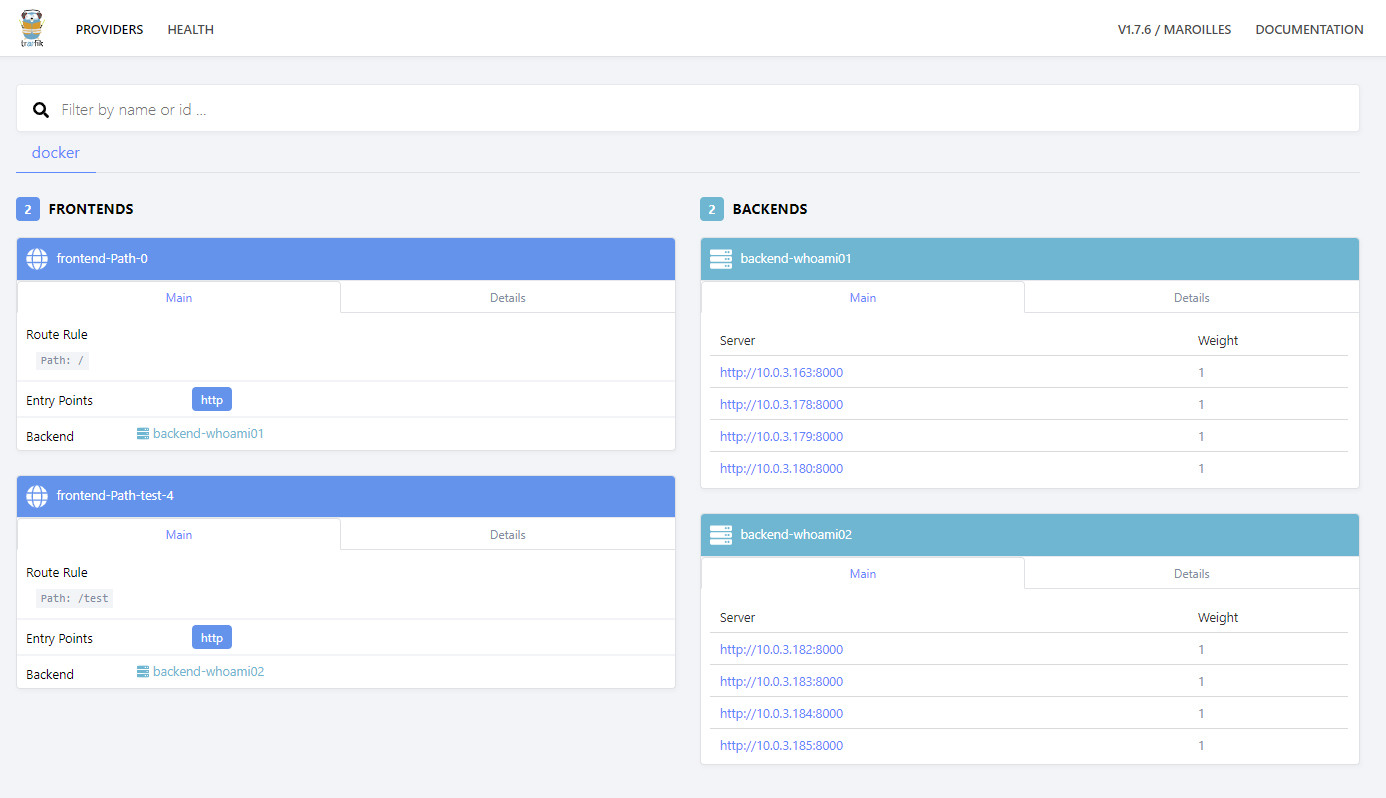 træfik
PROVIDERS HEALTH V1.7.6 / MAROILLES DOCUMENTATION
Filter by name or id ...
docker
2 FRONTENDS
frontend-Path-0
Main Details
Route Rule
Path: /
Entry Points http
Backend backend-whoami01
frontend-Path-test-4
Main Details
Route Rule
Path: /test
Entry Points http
Backend backend-whoami02
2 BACKENDS
backend-whoami01
Main Details
Server Weight
http://10.0.3.163:8000 1
http://10.0.3.178:8000 1
http://10.0.3.179:8000 1
http://10.0.3.180:8000 1
backend-whoami02
Main Details
Server Weight
http://10.0.3.182:8000 1
http://10.0.3.183:8000 1
http://10.0.3.184:8000 1
http://10.0.3.185:8000 1